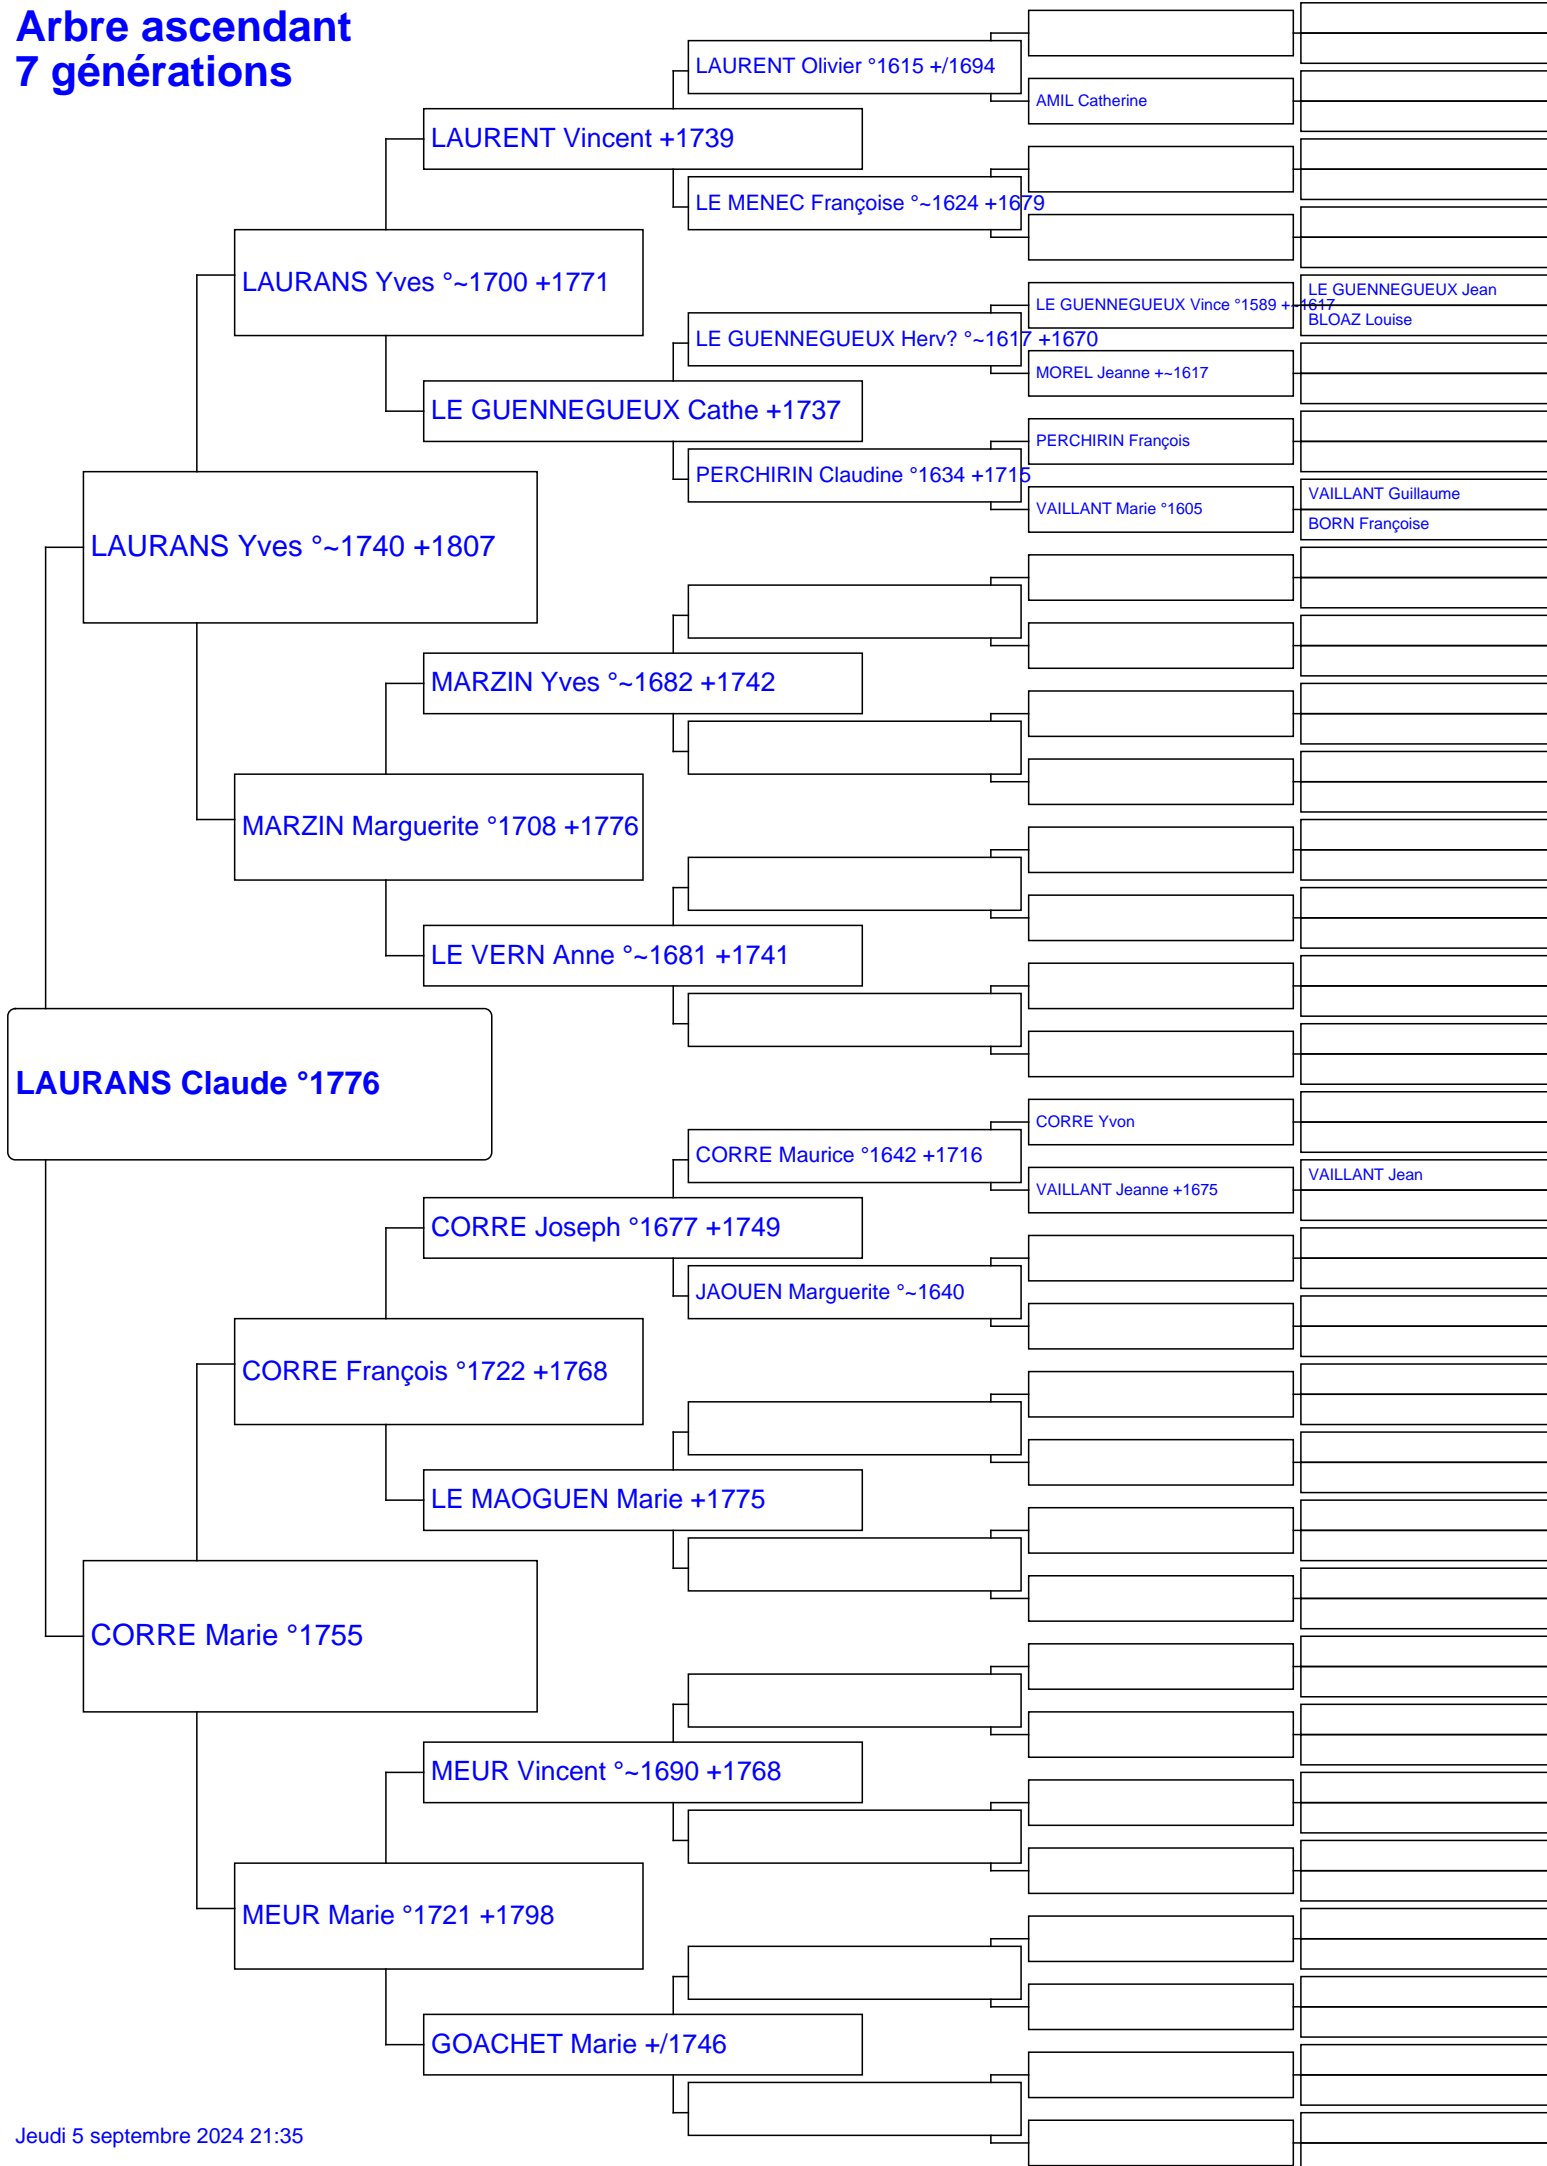 Arbre ascendant
7 générations
LAURENT Olivier °1615 +/1694
AMIL Catherine
LAURENT Vincent +1739
LE MENEC Françoise °~1624 +1679
LAURANS Yves °~1700 +1771
LE GUENNEGUEUX Jean
LE GUENNEGUEUX Vince °1589 +~1617
BLOAZ Louise
LE GUENNEGUEUX Herv? °~1617 +1670
MOREL Jeanne +~1617
LE GUENNEGUEUX Cathe +1737
PERCHIRIN François
PERCHIRIN Claudine °1634 +1715
VAILLANT Guillaume
VAILLANT Marie °1605
BORN Françoise
LAURANS Yves °~1740 +1807
MARZIN Yves °~1682 +1742
MARZIN Marguerite °1708 +1776
LE VERN Anne °~1681 +1741
LAURANS Claude °1776
CORRE Yvon
CORRE Maurice °1642 +1716
VAILLANT Jean
VAILLANT Jeanne +1675
CORRE Joseph °1677 +1749
JAOUEN Marguerite °~1640
CORRE François °1722 +1768
LE MAOGUEN Marie +1775
CORRE Marie °1755
MEUR Vincent °~1690 +1768
MEUR Marie °1721 +1798
GOACHET Marie +/1746
Jeudi 5 septembre 2024 21:35